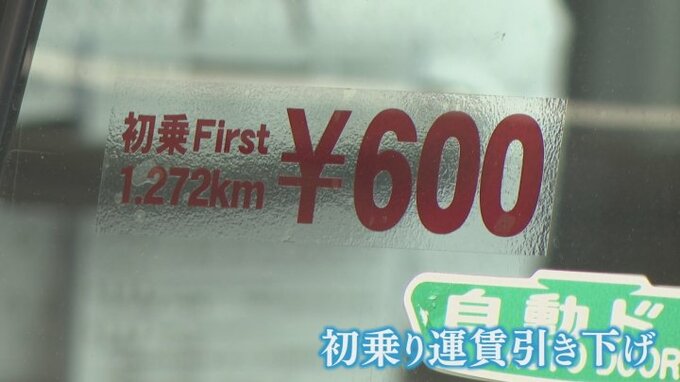 初乗First
1.272km
¥600
自動ド
初乗り運賃引き下げ